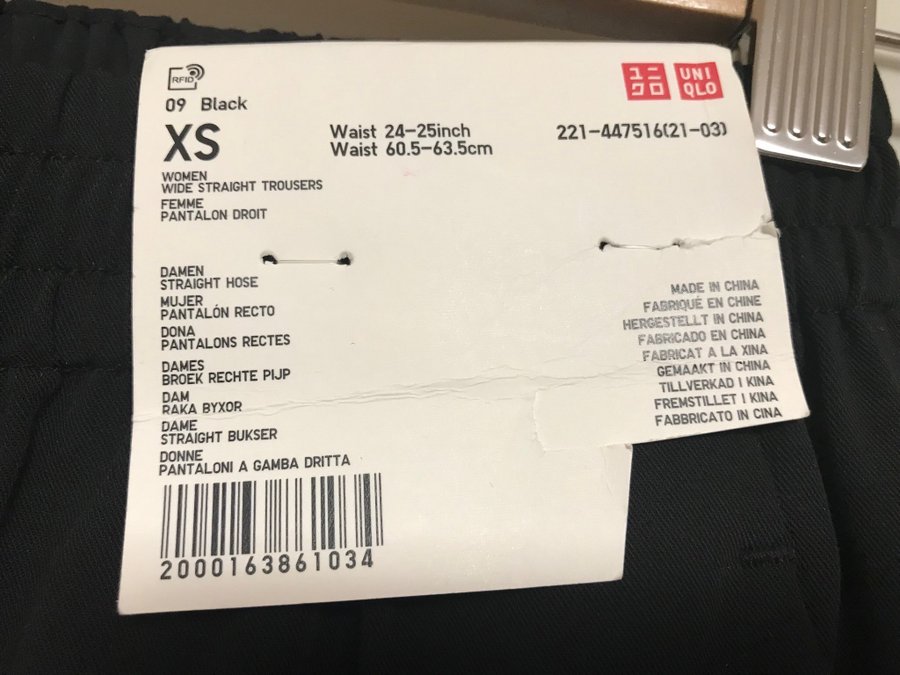 RFID
ユニ
クロ
UNI
QLO
09 Black
XS
Waist 24-25inch
Waist 60.5-63.5cm
221-447516(21-03)
WOMEN
WIDE STRAIGHT TROUSERS
FEMME
PANTALON DROIT
DAMEN
STRAIGHT HOSE
MUJER
PANTALÓN RECTO
DONA
PANTALONS RECTES
DAMES
BROEK RECHTE PIJP
DAM
RAKA BYXOR
DAME
STRAIGHT BUKSER
DONNE
PANTALONI A GAMBA DRITTA
MADE IN CHINA
FABRIQUÉ EN CHINE
HERGESTELLT IN CHINA
FABRICADO EN CHINA
FABRICAT A LA XINA
GEMAAKT IN CHINA
TILLVERKAD I KINA
FREMSTILLET I KINA
FABBRICATO IN CINA
2000163861034